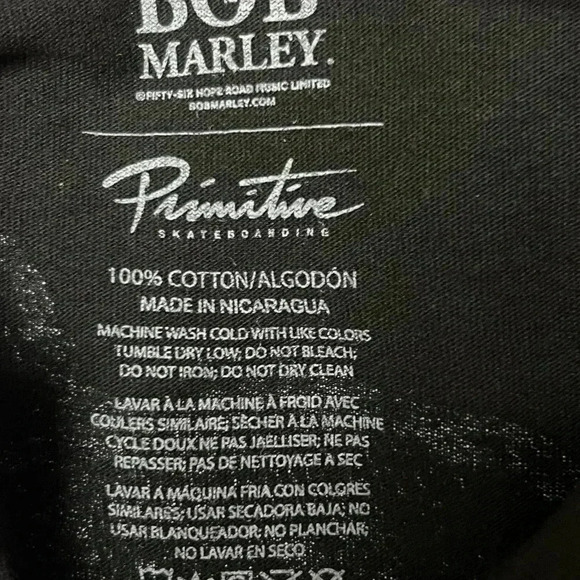 BOB
MARLEY.
©FIFTY-SIX HOPE ROAD MUSIC LIMITED
BOBMARLEY.COM
Primitive
SKATEBOARDING
100% COTTON/ALGODÓN
MADE IN NICARAGUA
MACHINE WASH COLD WITH LIKE COLORS
TUMBLE DRY LOW; DO NOT BLEACH;
DO NOT IRON; DO NOT DRY CLEAN
LAVAR À LA MACHINE À FROID AVEC
COULERS SIMILAIRE; SÈCHER À LA MACHINE
CYCLE DOUX NE PAS JAELLISER; NE PAS
REPASSER; PAS DE NETTOYAGE A SEC
LAVAR A MÁQUINA FRIA CON COLORES
SIMILARES; USAR SECADORA BAJA; NO
USAR BLANQUEADOR; NO PLANCHAR;
NO LAVAR EN SECO